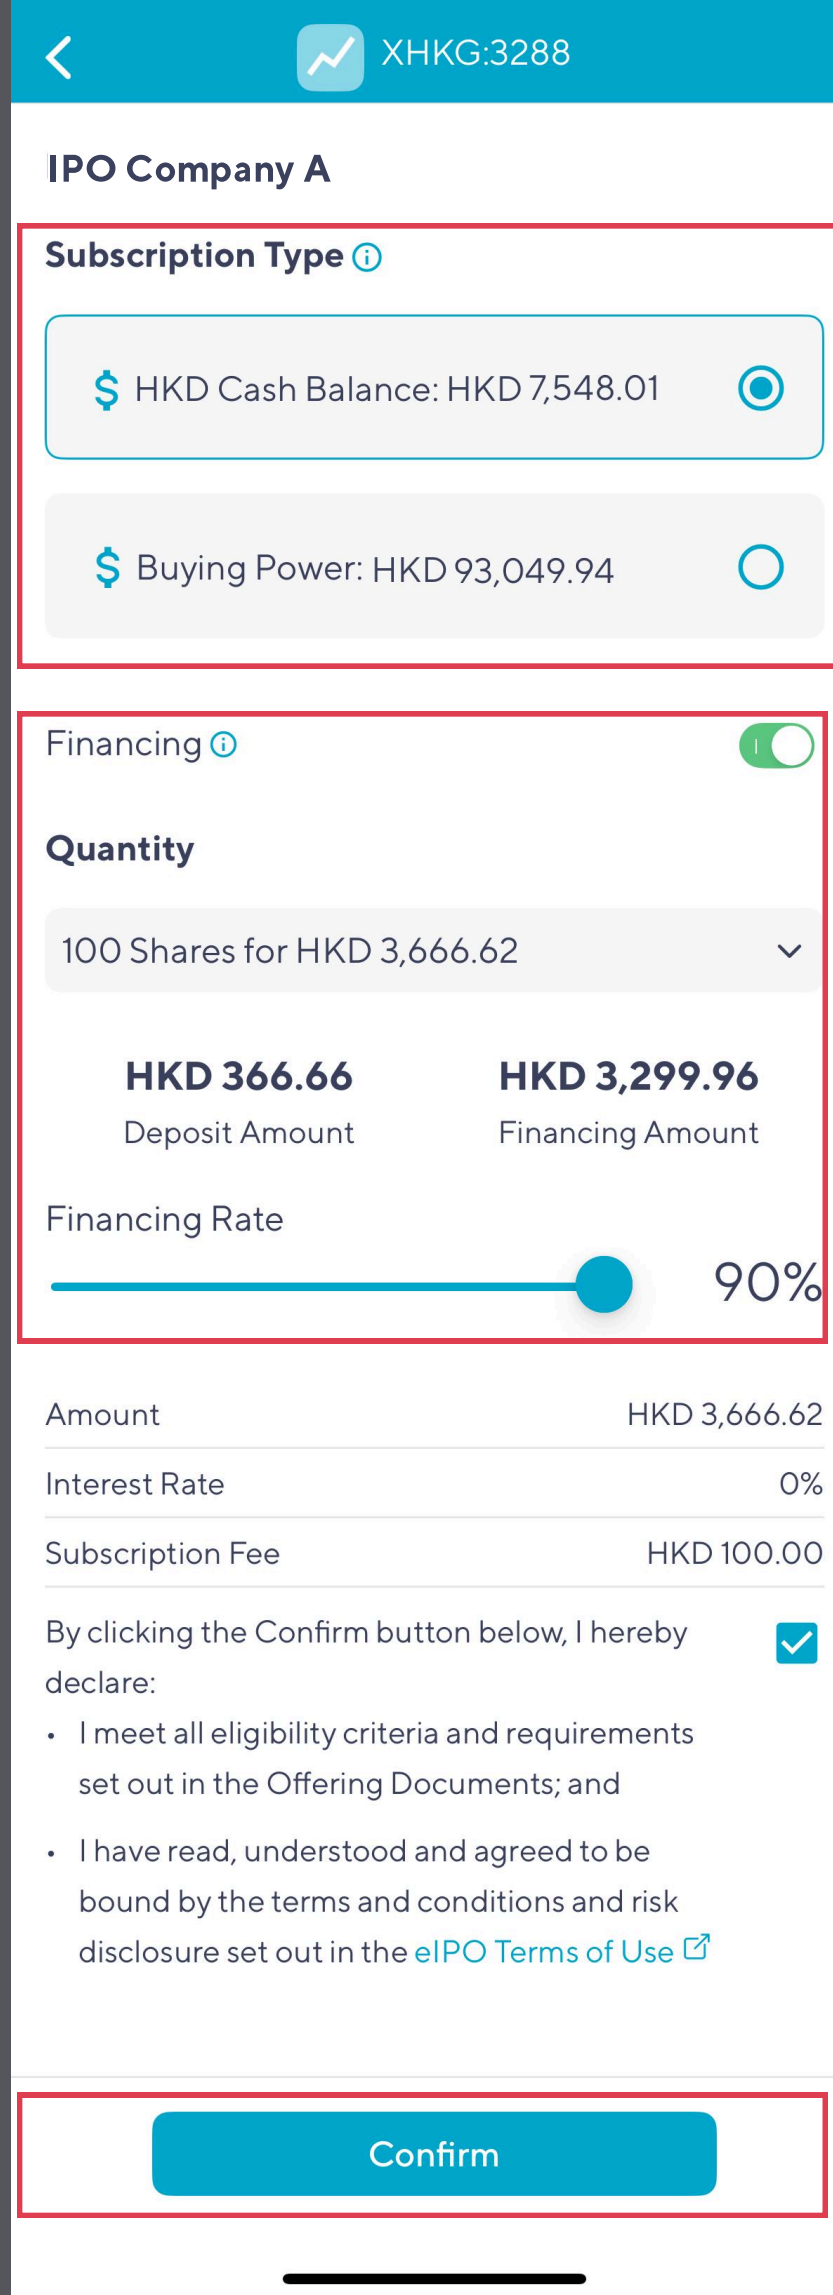 XHKG:3288
IPO Company A
Subscription Type
$ HKD Cash Balance: HKD 7,548.01
$ Buying Power: HKD 93,049.94
Financing
Quantity
100 Shares for HKD 3,666.62
HKD 366.66 HKD 3,299.96
Deposit Amount Financing Amount
Financing Rate
90%
Amount HKD 3,666.62
Interest Rate 0%
Subscription Fee HKD 100.00
By clicking the Confirm button below, I hereby
declare:
• I meet all eligibility criteria and requirements
set out in the Offering Documents; and
• I have read, understood and agreed to be
bound by the terms and conditions and risk
disclosure set out in the eIPO Terms of Use
Confirm